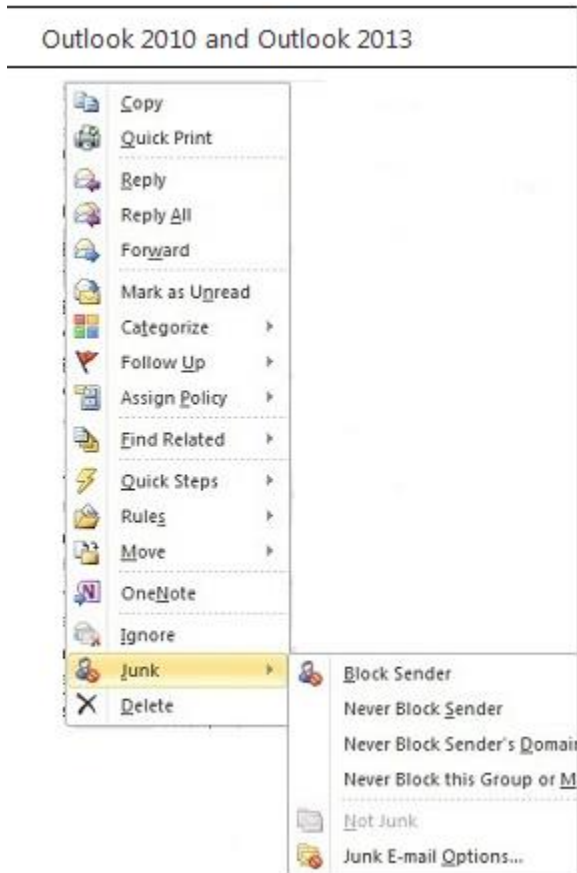 Outlook 2010 and Outlook 2013
Copy
Quick Print
Reply
Reply All
Forward
Mark as Unread
Categorize
Follow Up
Assign Policy
Find Related
Quick Steps
Rules
Move
OneNote
Ignore
Junk
Delete
Block Sender
Never Block Sender
Never Block Sender's Domai
Never Block this Group or M
Not Junk
Junk E-mail Options...